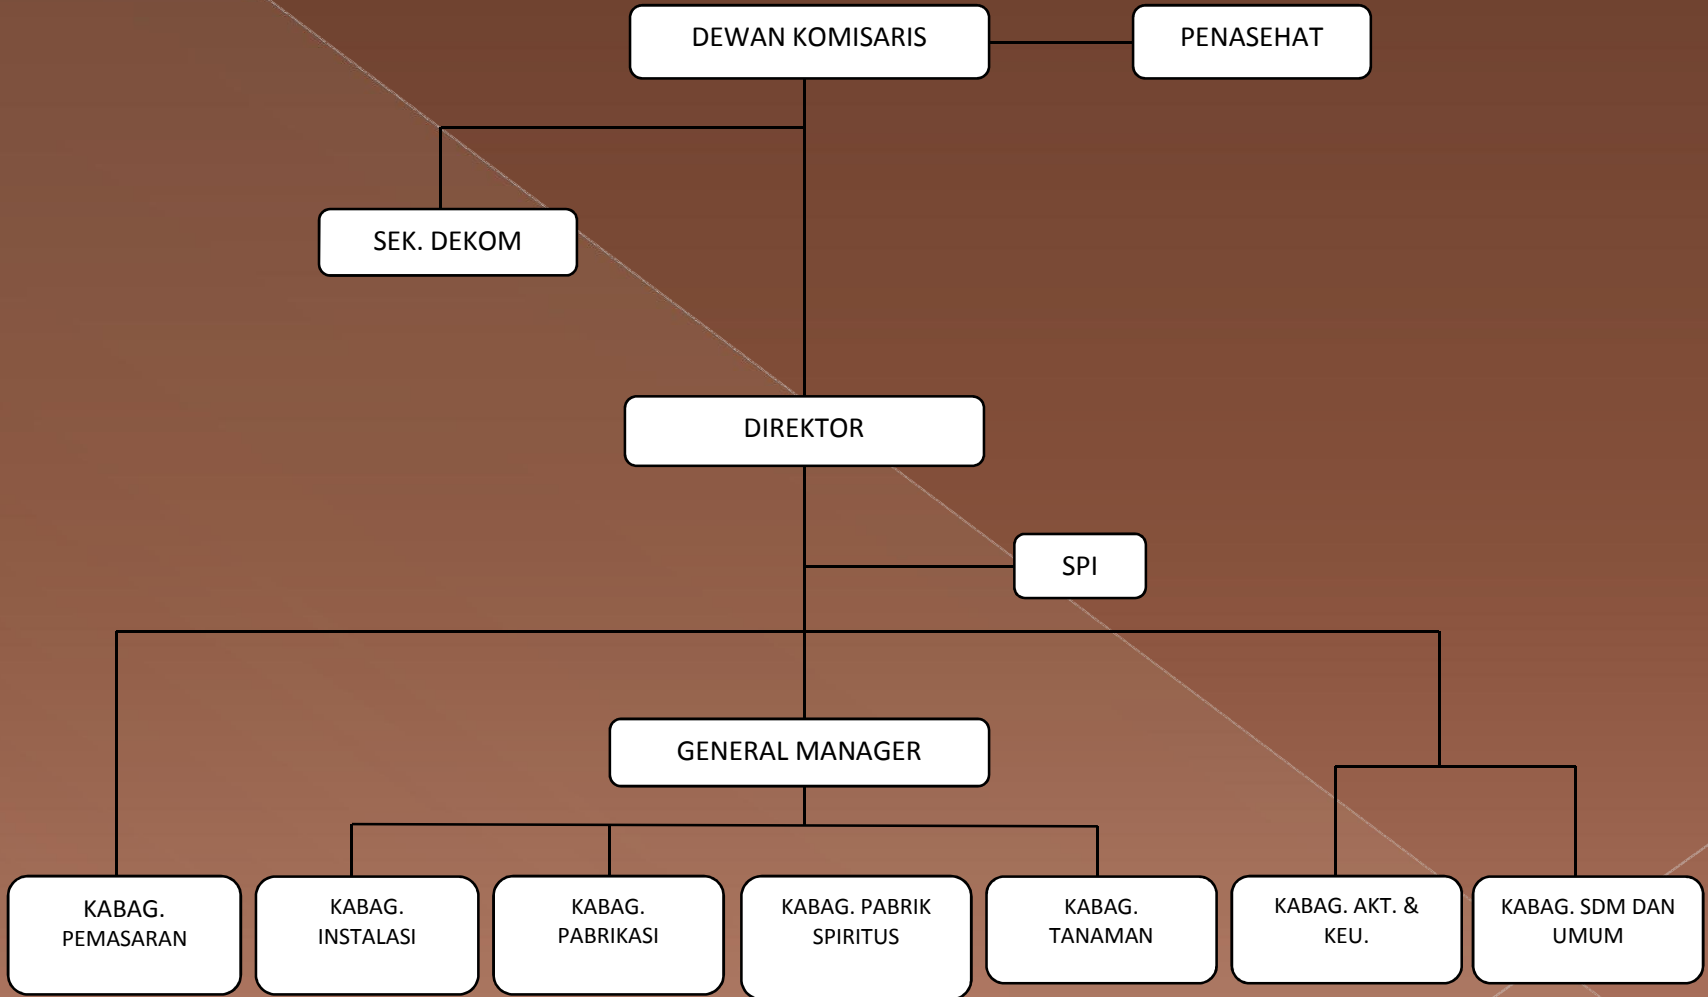 DEWAN KOMISARIS
PENASEHAT
SEK. DEKOM
DIREKTOR
SPI
GENERAL MANAGER
KABAG.
PEMASARAN
KABAG.
INSTALASI
KABAG.
PABRIKASI
KABAG. PABRIK
SPIRITUS
KABAG.
TANAMAN
KABAG. AKT. &
KEU.
KABAG. SDM DAN
UMUM